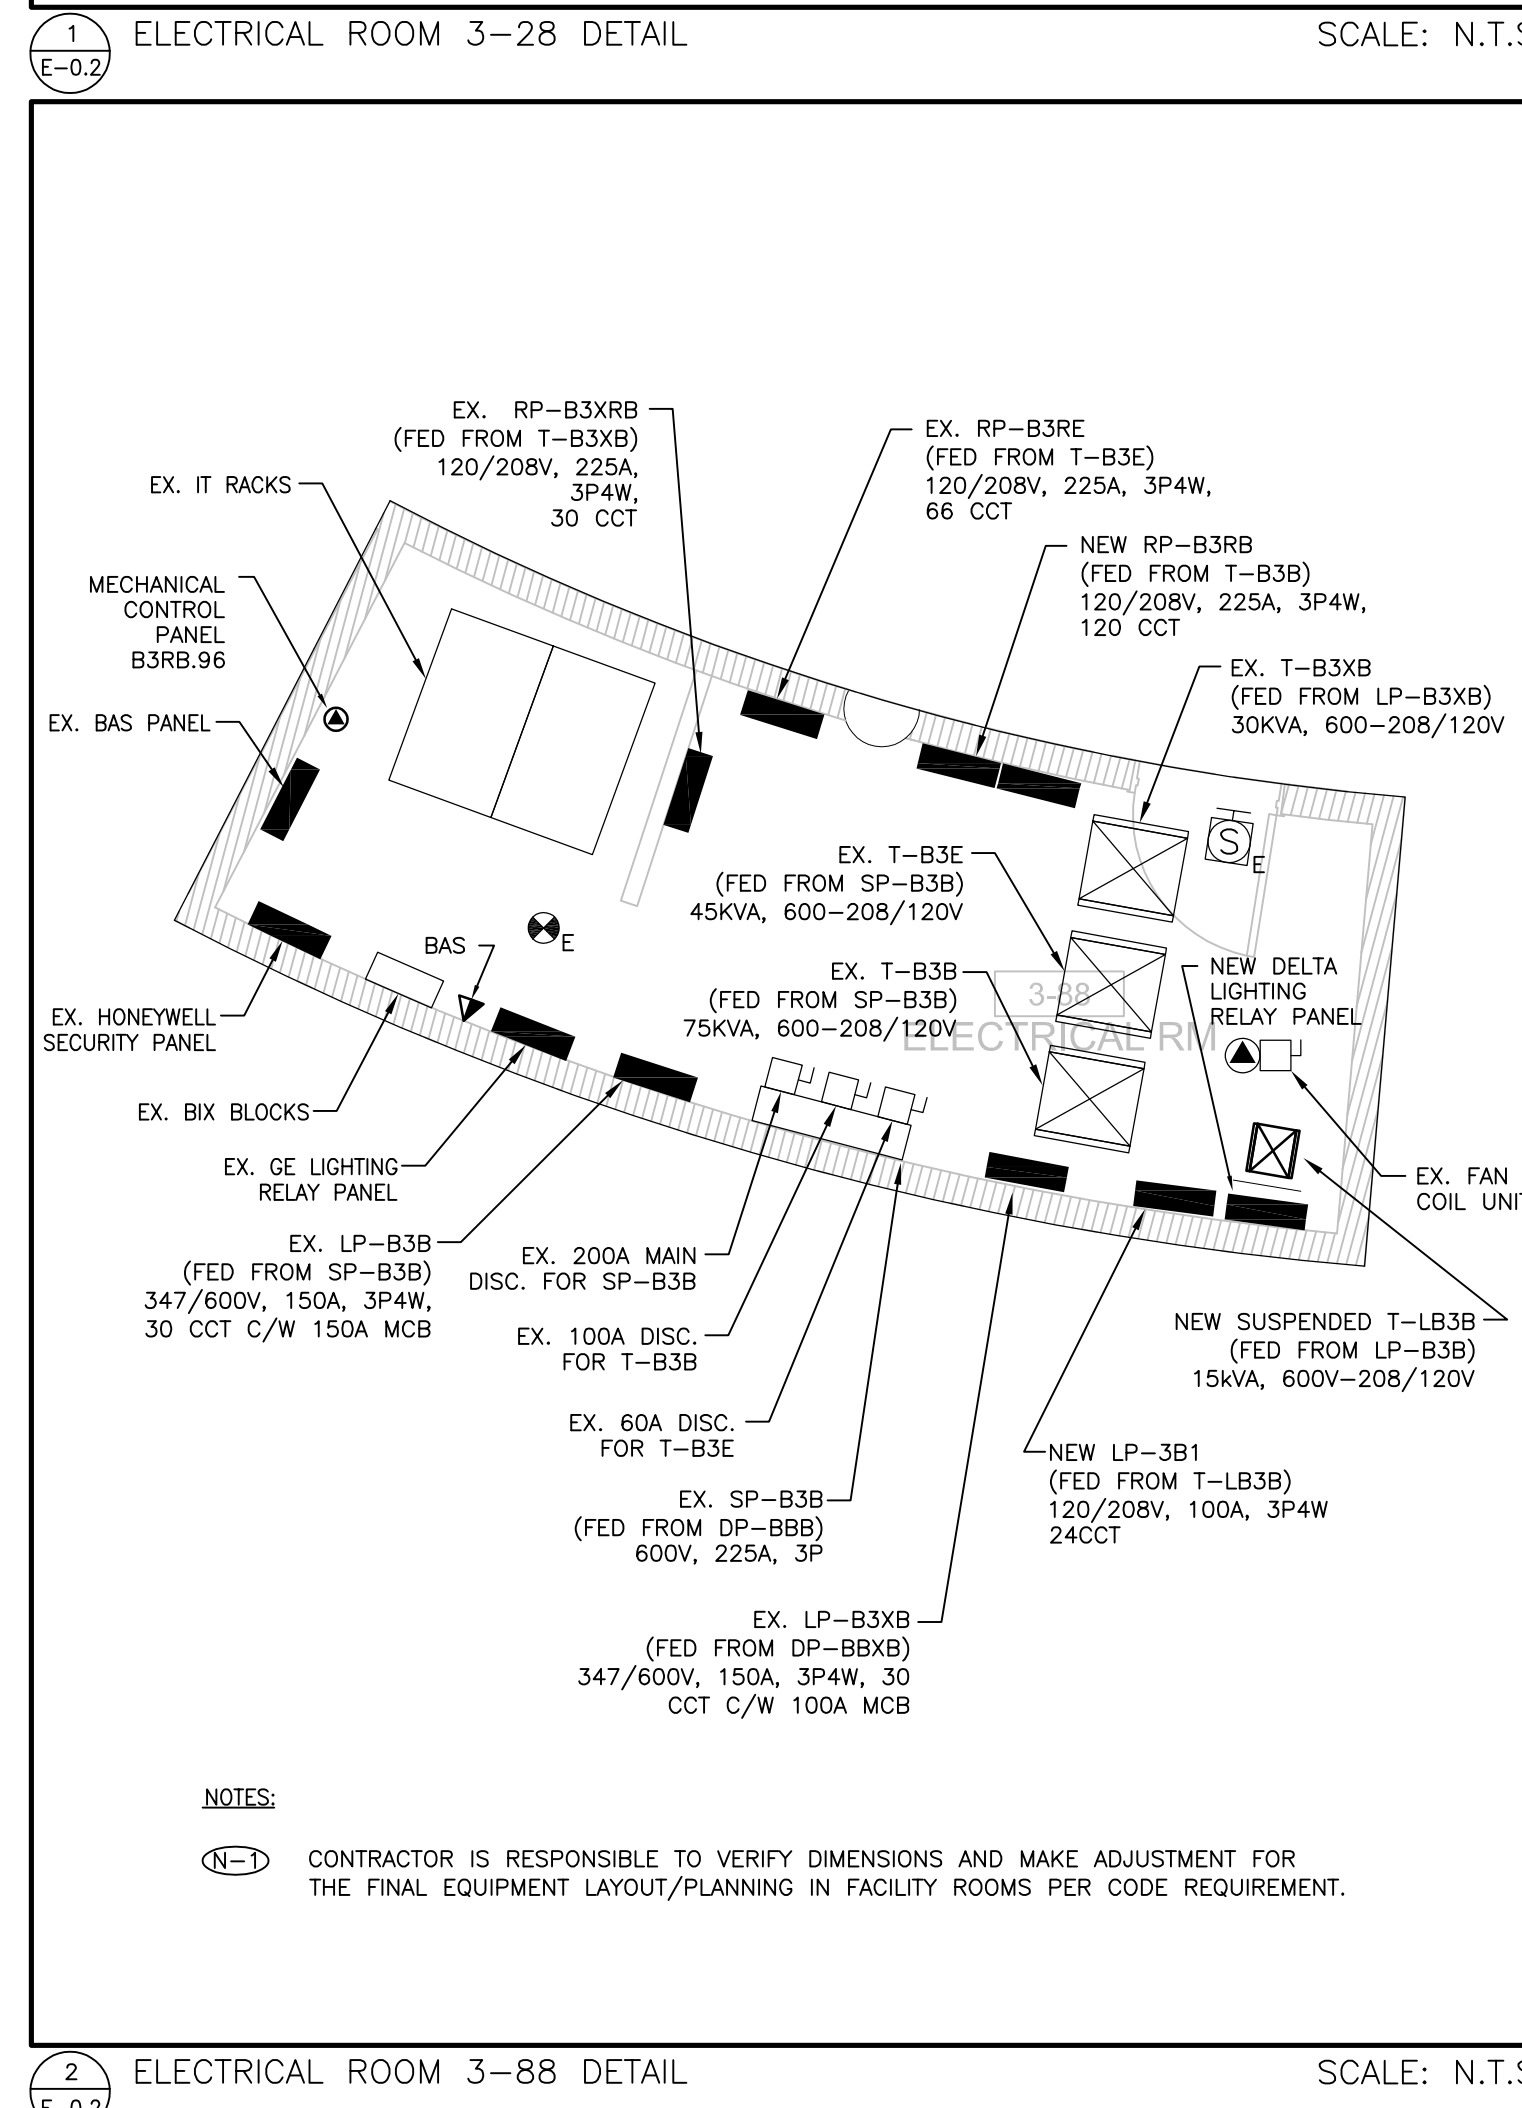 1
E-0.2
ELECTRICAL ROOM 3-28 DETAIL
SCALE: N.T.S
EX. RP-B3XRB
(FED FROM T-B3XB)
120/208V, 225A,
3P4W,
30 CCT
EX. RP-B3RE
(FED FROM T-B3E)
120/208V, 225A, 3P4W,
66 CCT
EX. IT RACKS
NEW RP-B3RB
(FED FROM T-B3B)
120/208V, 225A, 3P4W,
120 CCT
MECHANICAL
CONTROL
PANEL
B3RB.96
EX. T-B3XB
(FED FROM LP-B3XB)
30KVA, 600-208/120V
EX. BAS PANEL
S
E
EX. T-B3E
(FED FROM SP-B3B)
45KVA, 600-208/120V
BAS
E
EX. T-B3B
(FED FROM SP-B3B)
75KVA, 600-208/120V
3-88
ELECTRICAL RM
NEW DELTA
LIGHTING
RELAY PANEL
EX. HONEYWELL
SECURITY PANEL
EX. BIX BLOCKS
EX. GE LIGHTING
RELAY PANEL
EX. FAN
COIL UNIT
EX. LP-B3B
(FED FROM SP-B3B)
347/600V, 150A, 3P4W,
30 CCT C/W 150A MCB
EX. 200A MAIN
DISC. FOR SP-B3B
EX. 100A DISC.
FOR T-B3B
NEW SUSPENDED T-LB3B
(FED FROM LP-B3B)
15kVA, 600V-208/120V
EX. 60A DISC.
FOR T-B3E
NEW LP-3B1
(FED FROM T-LB3B)
120/208V, 100A, 3P4W
24CCT
EX. SP-B3B
(FED FROM DP-BBB)
600V, 225A, 3P
EX. LP-B3XB
(FED FROM DP-BBXB)
347/600V, 150A, 3P4W, 30
CCT C/W 100A MCB
NOTES:
N-1 CONTRACTOR IS RESPONSIBLE TO VERIFY DIMENSIONS AND MAKE ADJUSTMENT FOR
THE FINAL EQUIPMENT LAYOUT/PLANNING IN FACILITY ROOMS PER CODE REQUIREMENT.
2
E-0.2
ELECTRICAL ROOM 3-88 DETAIL
SCALE: N.T.S